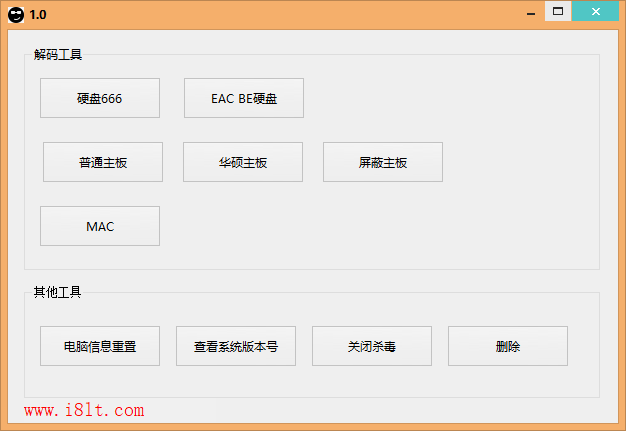 1.0
解码工具
硬盘666 EAC BE硬盘
普通主板 华硕主板 屏蔽主板
MAC
其他工具
电脑信息重置 查看系统版本号 关闭杀毒 删除
www.i8lt.com